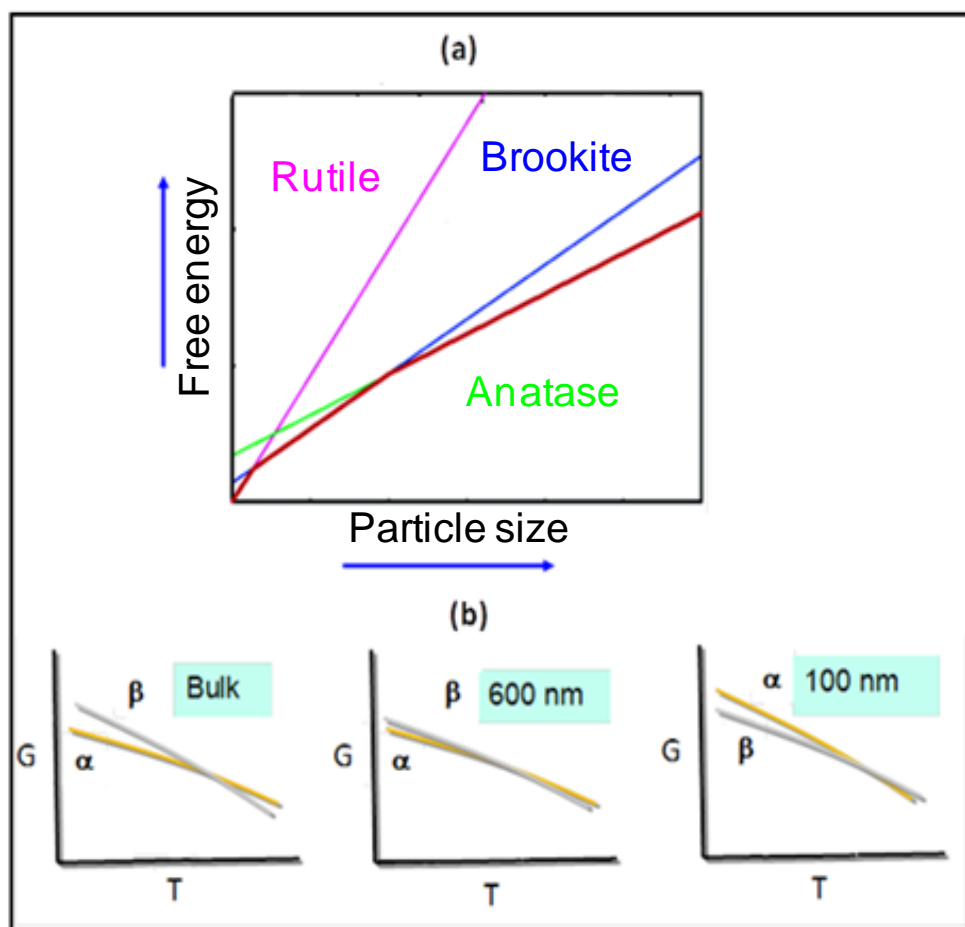 (a)
Rutile
Brookite
Anatase
Free energy
Particle size
(b)
β Bulk
α
G
T
β 600 nm
α
G
T
α 100 nm
β
G
T